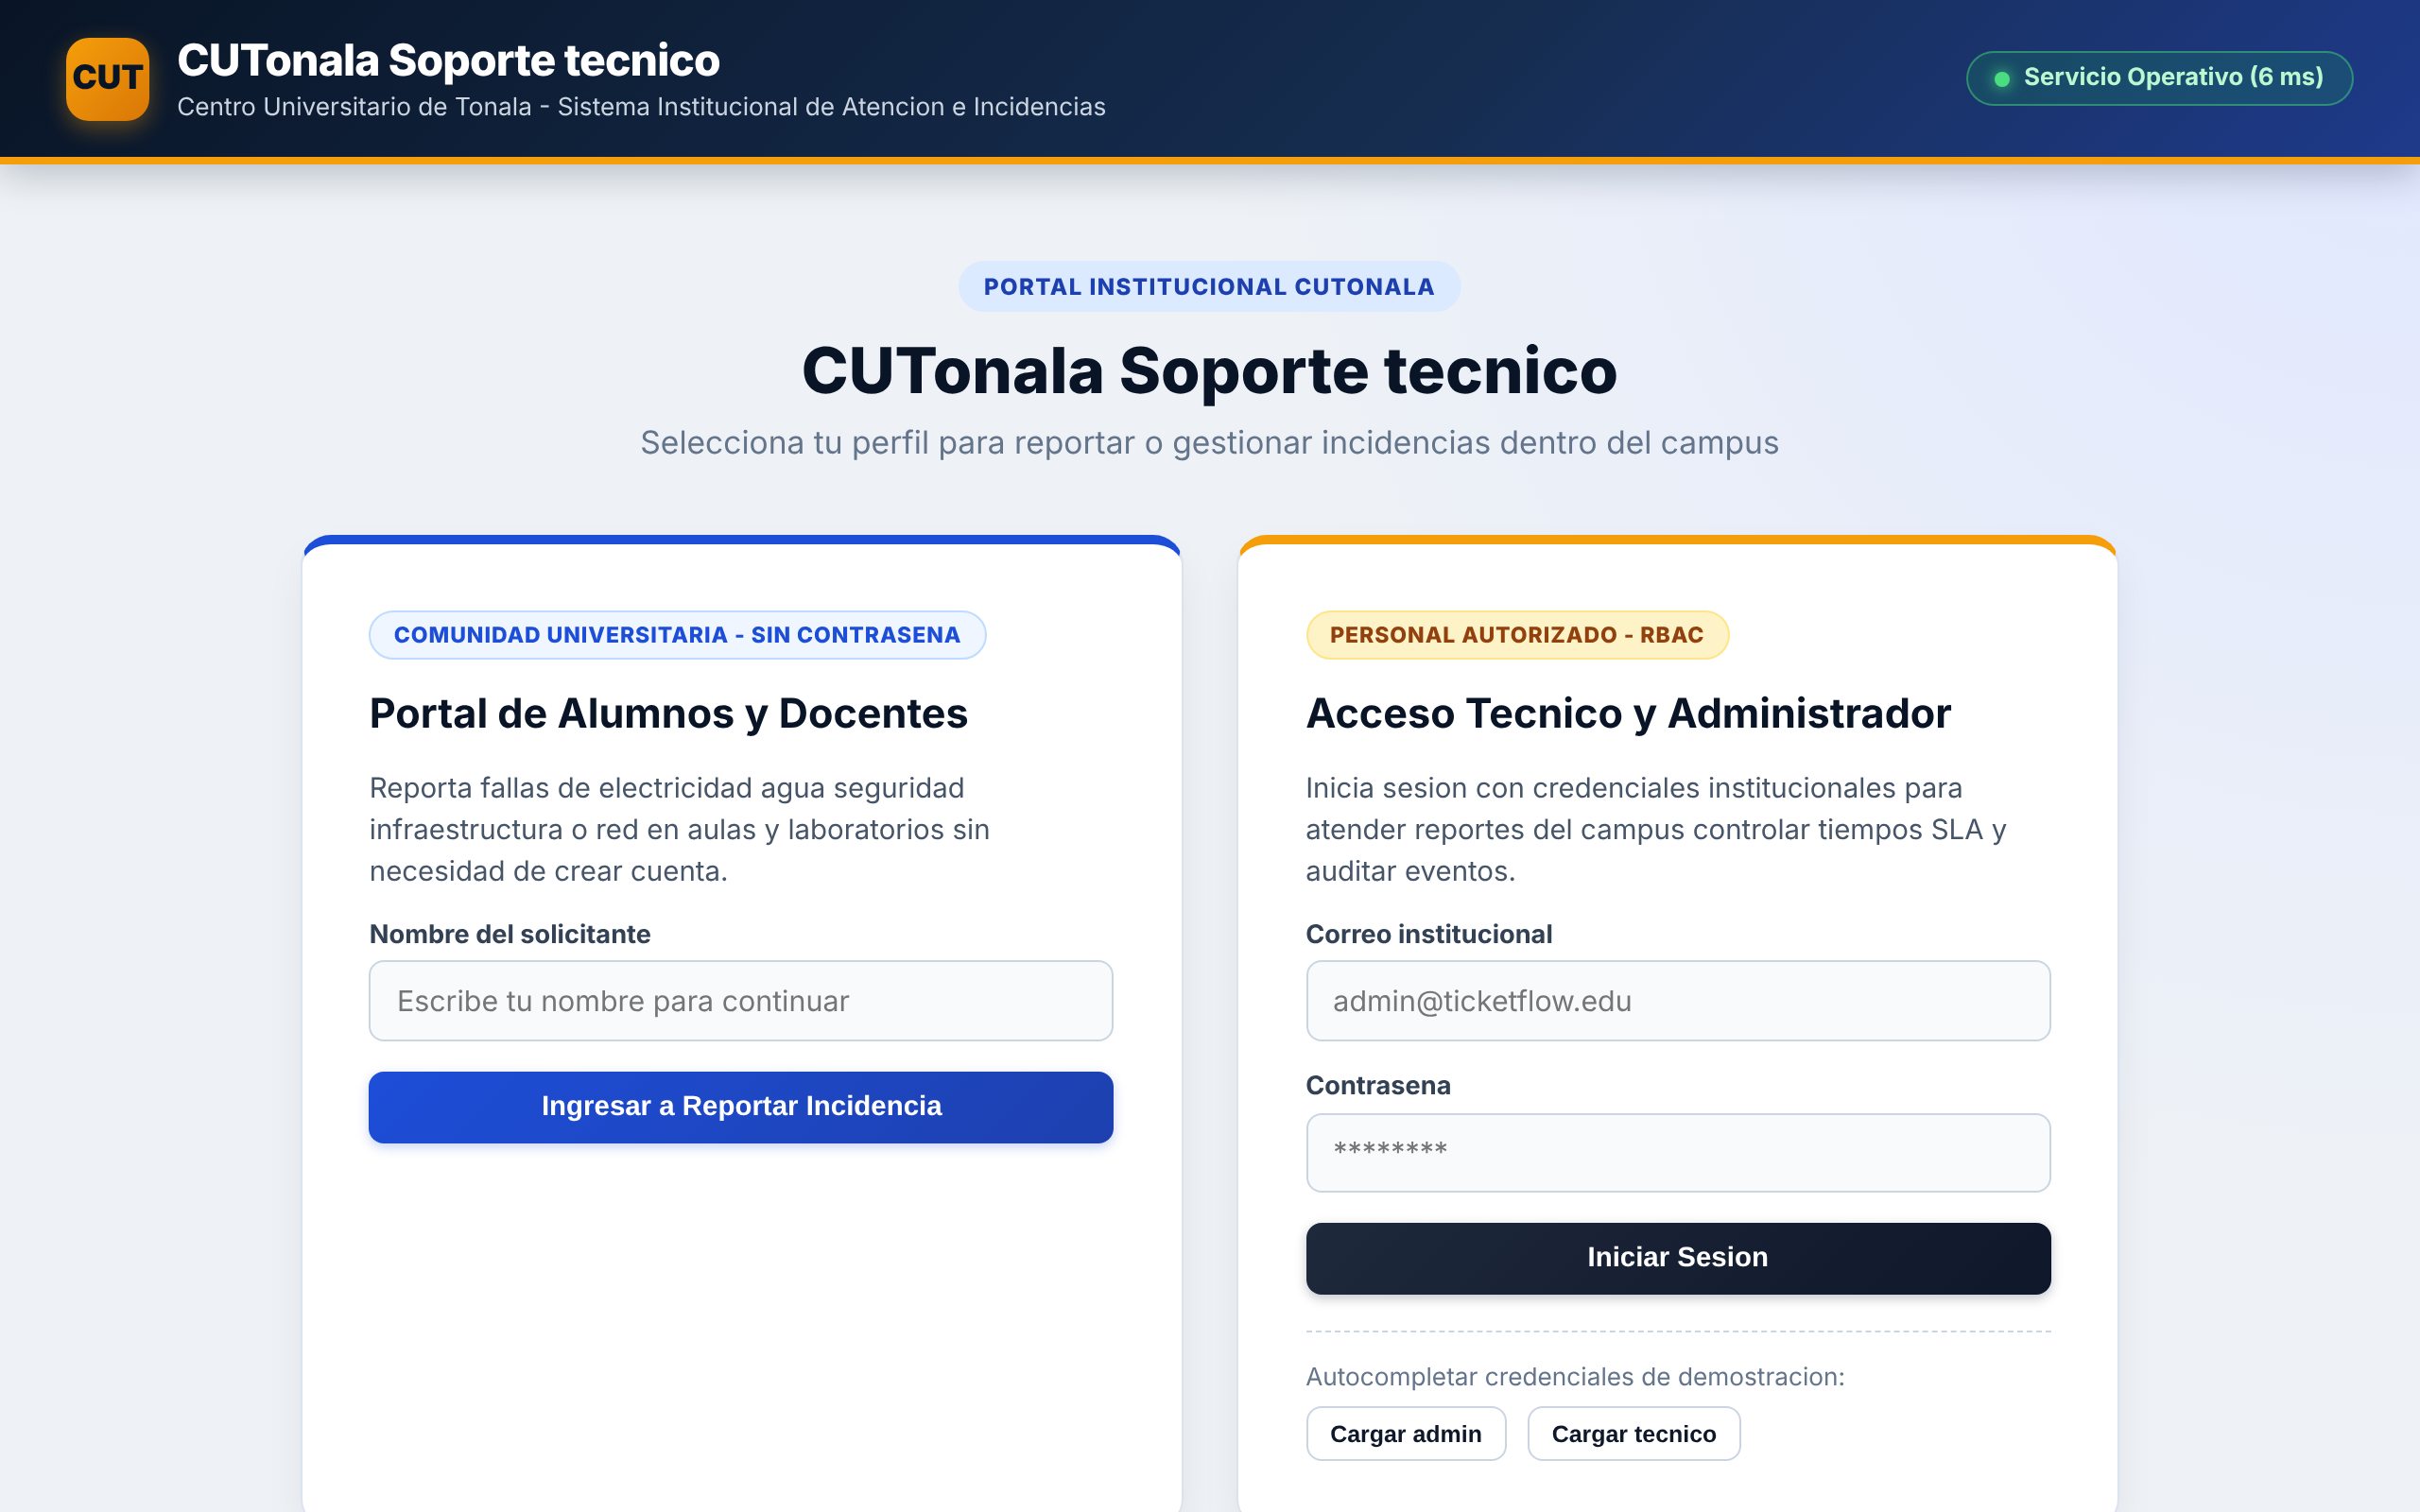 CUT
CUTonala Soporte tecnico
Centro Universitario de Tonala - Sistema Institucional de Atencion e Incidencias
Servicio Operativo (6 ms)
PORTAL INSTITUCIONAL CUTONALA
CUTonala Soporte tecnico
Selecciona tu perfil para reportar o gestionar incidencias dentro del campus
COMUNIDAD UNIVERSITARIA - SIN CONTRASENA
Portal de Alumnos y Docentes
Reporta fallas de electricidad agua seguridad
infraestructura o red en aulas y laboratorios sin
necesidad de crear cuenta.
Nombre del solicitante
Escribe tu nombre para continuar
Ingresar a Reportar Incidencia
PERSONAL AUTORIZADO - RBAC
Acceso Tecnico y Administrador
Inicia sesion con credenciales institucionales para
atender reportes del campus controlar tiempos SLA y
auditar eventos.
Correo institucional
admin@ticketflow.edu
Contrasena
********
Iniciar Sesion
Autocompletar credenciales de demostracion:
Cargar admin
Cargar tecnico